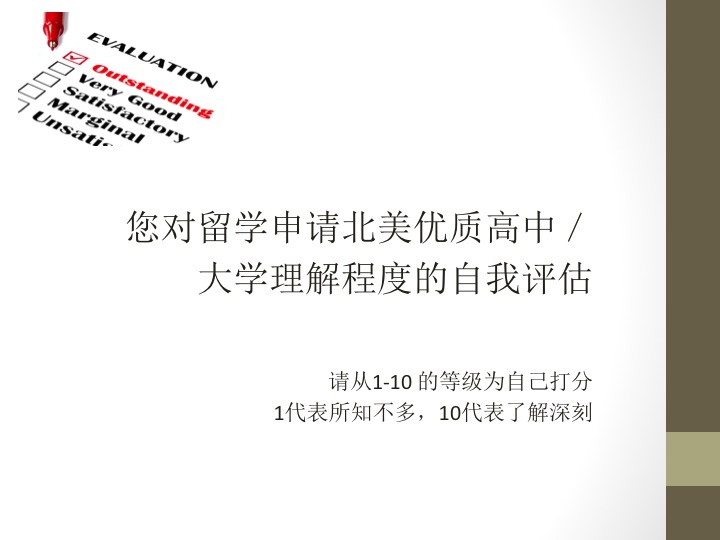 EVALUATION
Outstanding
Very Good
Satisfactory
Marginal
您对留学申请北美优质高中／
大学理解程度的自我评估
请从1-10 的等级为自己打分
1代表所知不多，10代表了解深刻